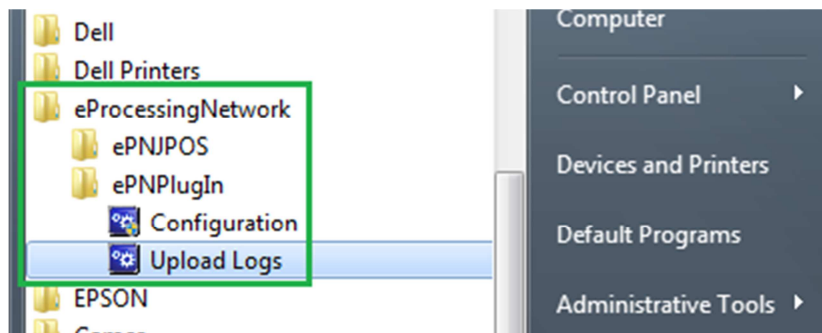 Dell
Dell Printers
eProcessingNetwork
ePNJPOS
ePNPlugIn
Configuration
Upload Logs
EPSON
Computer
Control Panel
Devices and Printers
Default Programs
Administrative Tools